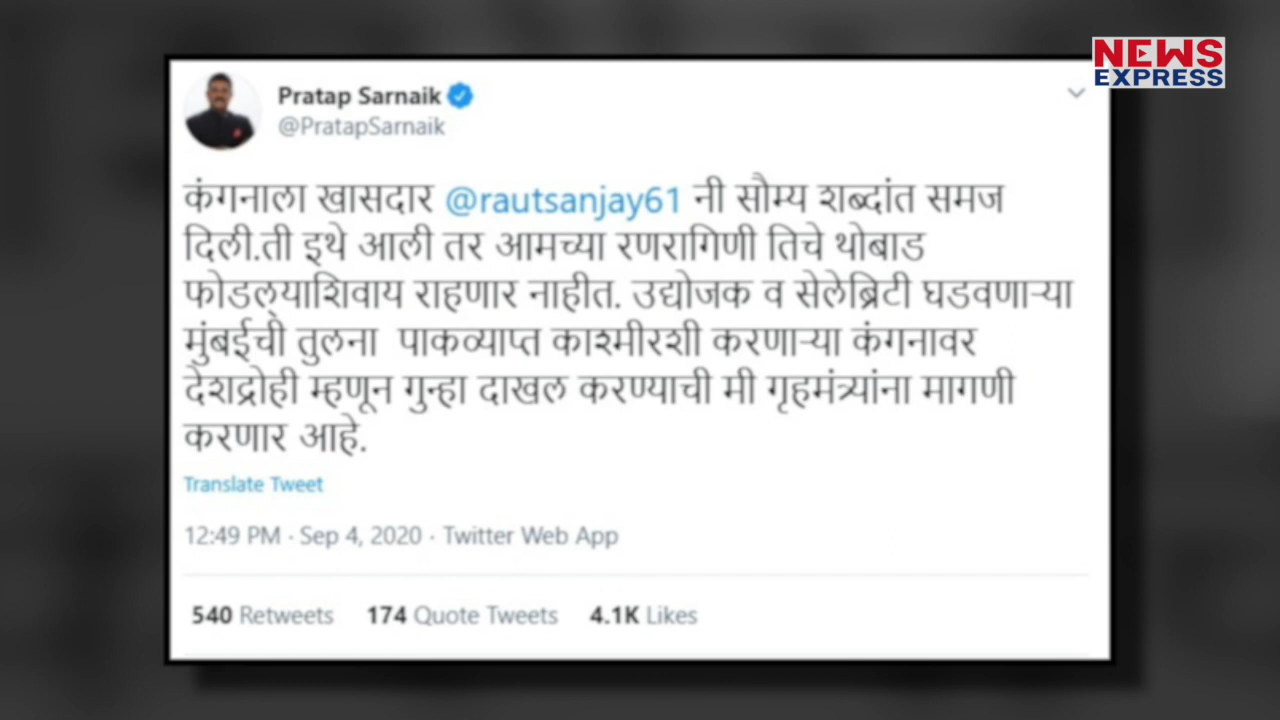 NEWS
EXPRESS
Pratap Sarnaik
@PratapSarnaik
कंगनाला खासदार @rautsanjay61 नी सौम्य शब्दांत समज
दिली.ती इथे आली तर आमच्या रणरागिणी तिचे थोबाड
फोडल्याशिवाय राहणार नाहीत. उद्योजक व सेलेब्रिटी घडवणाऱ्या
मुंबईची तुलना पाकव्याप्त काश्मीरशी करणाऱ्या कंगनावर
देशद्रोही म्हणून गुन्हा दाखल करण्याची मी गृहमंत्र्यांना मागणी
करणार आहे.
Translate Tweet
12:49 PM · Sep 4, 2020 · Twitter Web App
540 Retweets 174 Quote Tweets 4.1K Likes